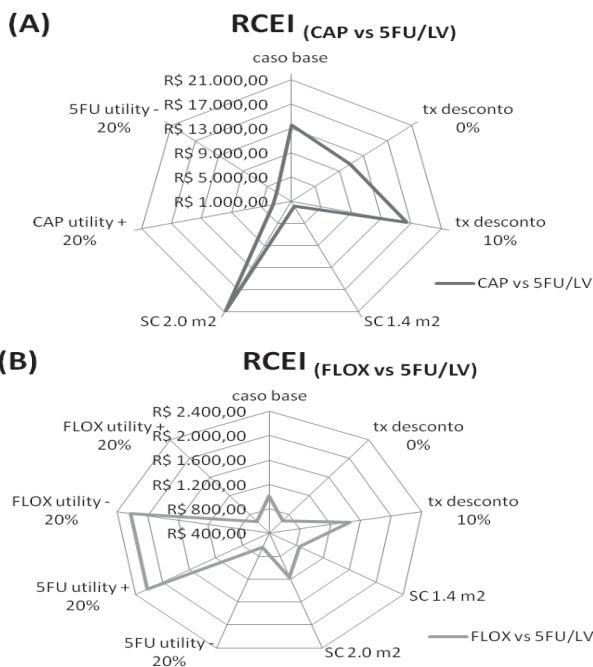 (A)
RCEI (CAP vs 5FU/LV)
caso base
R$ 21.000,00
R$ 17.000,00
R$ 13.000,00
R$ 9.000,00
R$ 5.000,00
R$ 1.000,00
tx desconto
0%
tx desconto
10%
SC 1.4 m2
SC 2.0 m2
CAP utility +
20%
5FU utility -
20%
CAP vs 5FU/LV
(B)
RCEI (FLOX vs 5FU/LV)
caso base
R$ 2.400,00
R$ 2.000,00
R$ 1.600,00
R$ 1.200,00
R$ 800,00
R$ 400,00
tx desconto
0%
tx desconto
10%
SC 1.4 m2
SC 2.0 m2
5FU utility -
20%
5FU utility +
20%
FLOX utility -
20%
FLOX utility +
20%
FLOX vs 5FU/LV